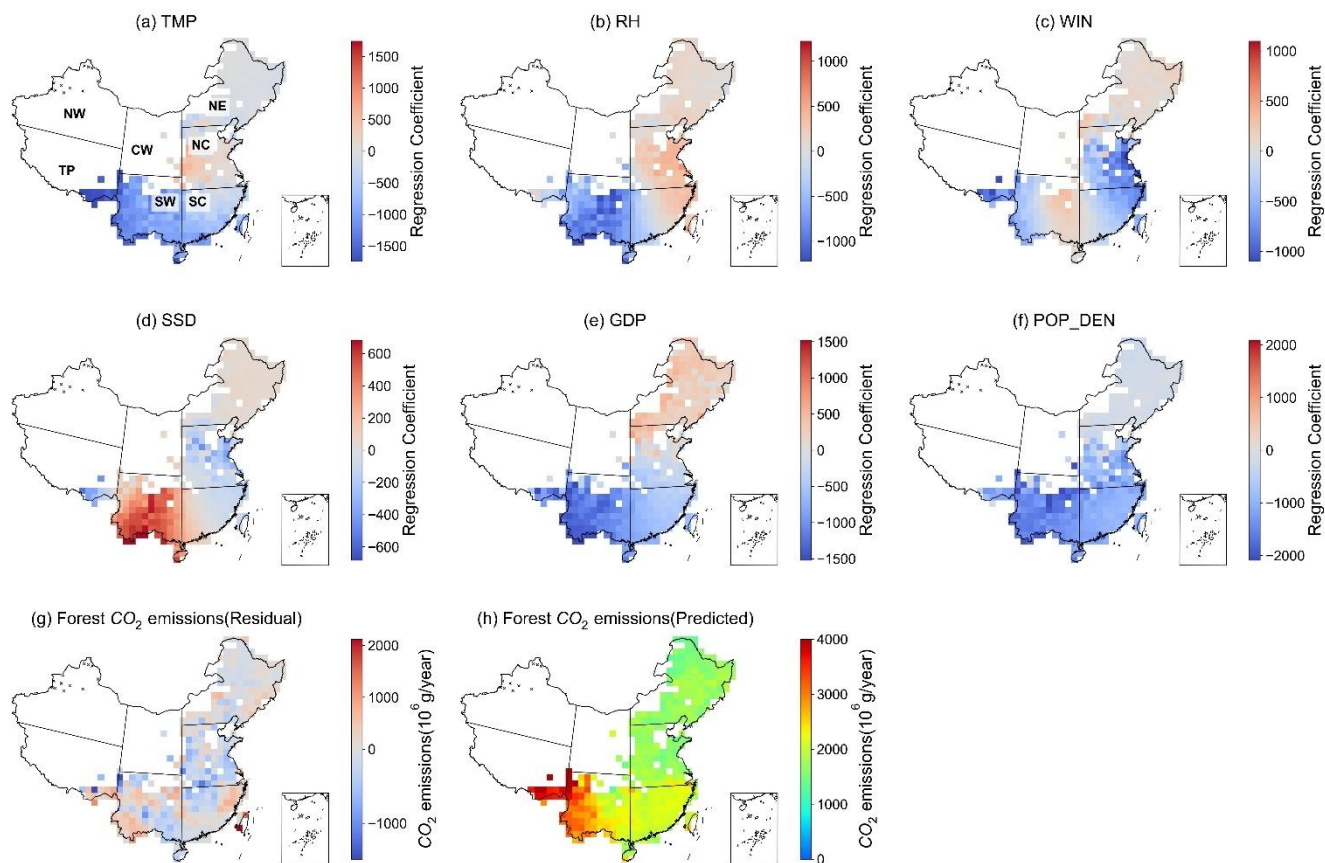 (a) TMP
(b) RH
(c) WIN
NW
NE
CW
NC
TP
SW
SC
1500
1000
500
0
−500
−1000
−1500
Regression Coefficient
1000
500
0
−500
−1000
Regression Coefficient
1000
500
0
−500
−1000
Regression Coefficient
(d) SSD
(e) GDP
(f) POP_DEN
600
400
200
0
−200
−400
−600
Regression Coefficient
1500
1000
500
0
−500
−1000
−1500
Regression Coefficient
2000
1000
0
−1000
−2000
Regression Coefficient
(g) Forest CO₂ emissions(Residual)
(h) Forest CO₂ emissions(Predicted)
2000
1000
0
−1000
CO₂ emissions(10⁶ g/year)
4000
3000
2000
1000
0
CO₂ emissions(10⁶ g/year)